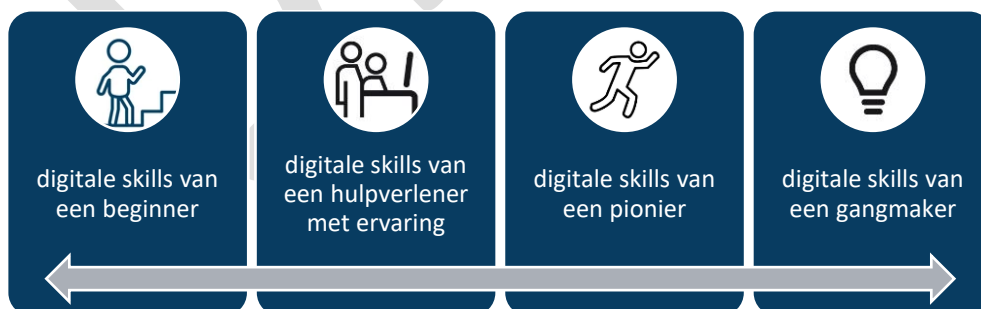 digitale skills van
een beginner
digitale skills van
een hulpverlener
met ervaring
digitale skills van
een pionier
digitale skills van
een gangmaker